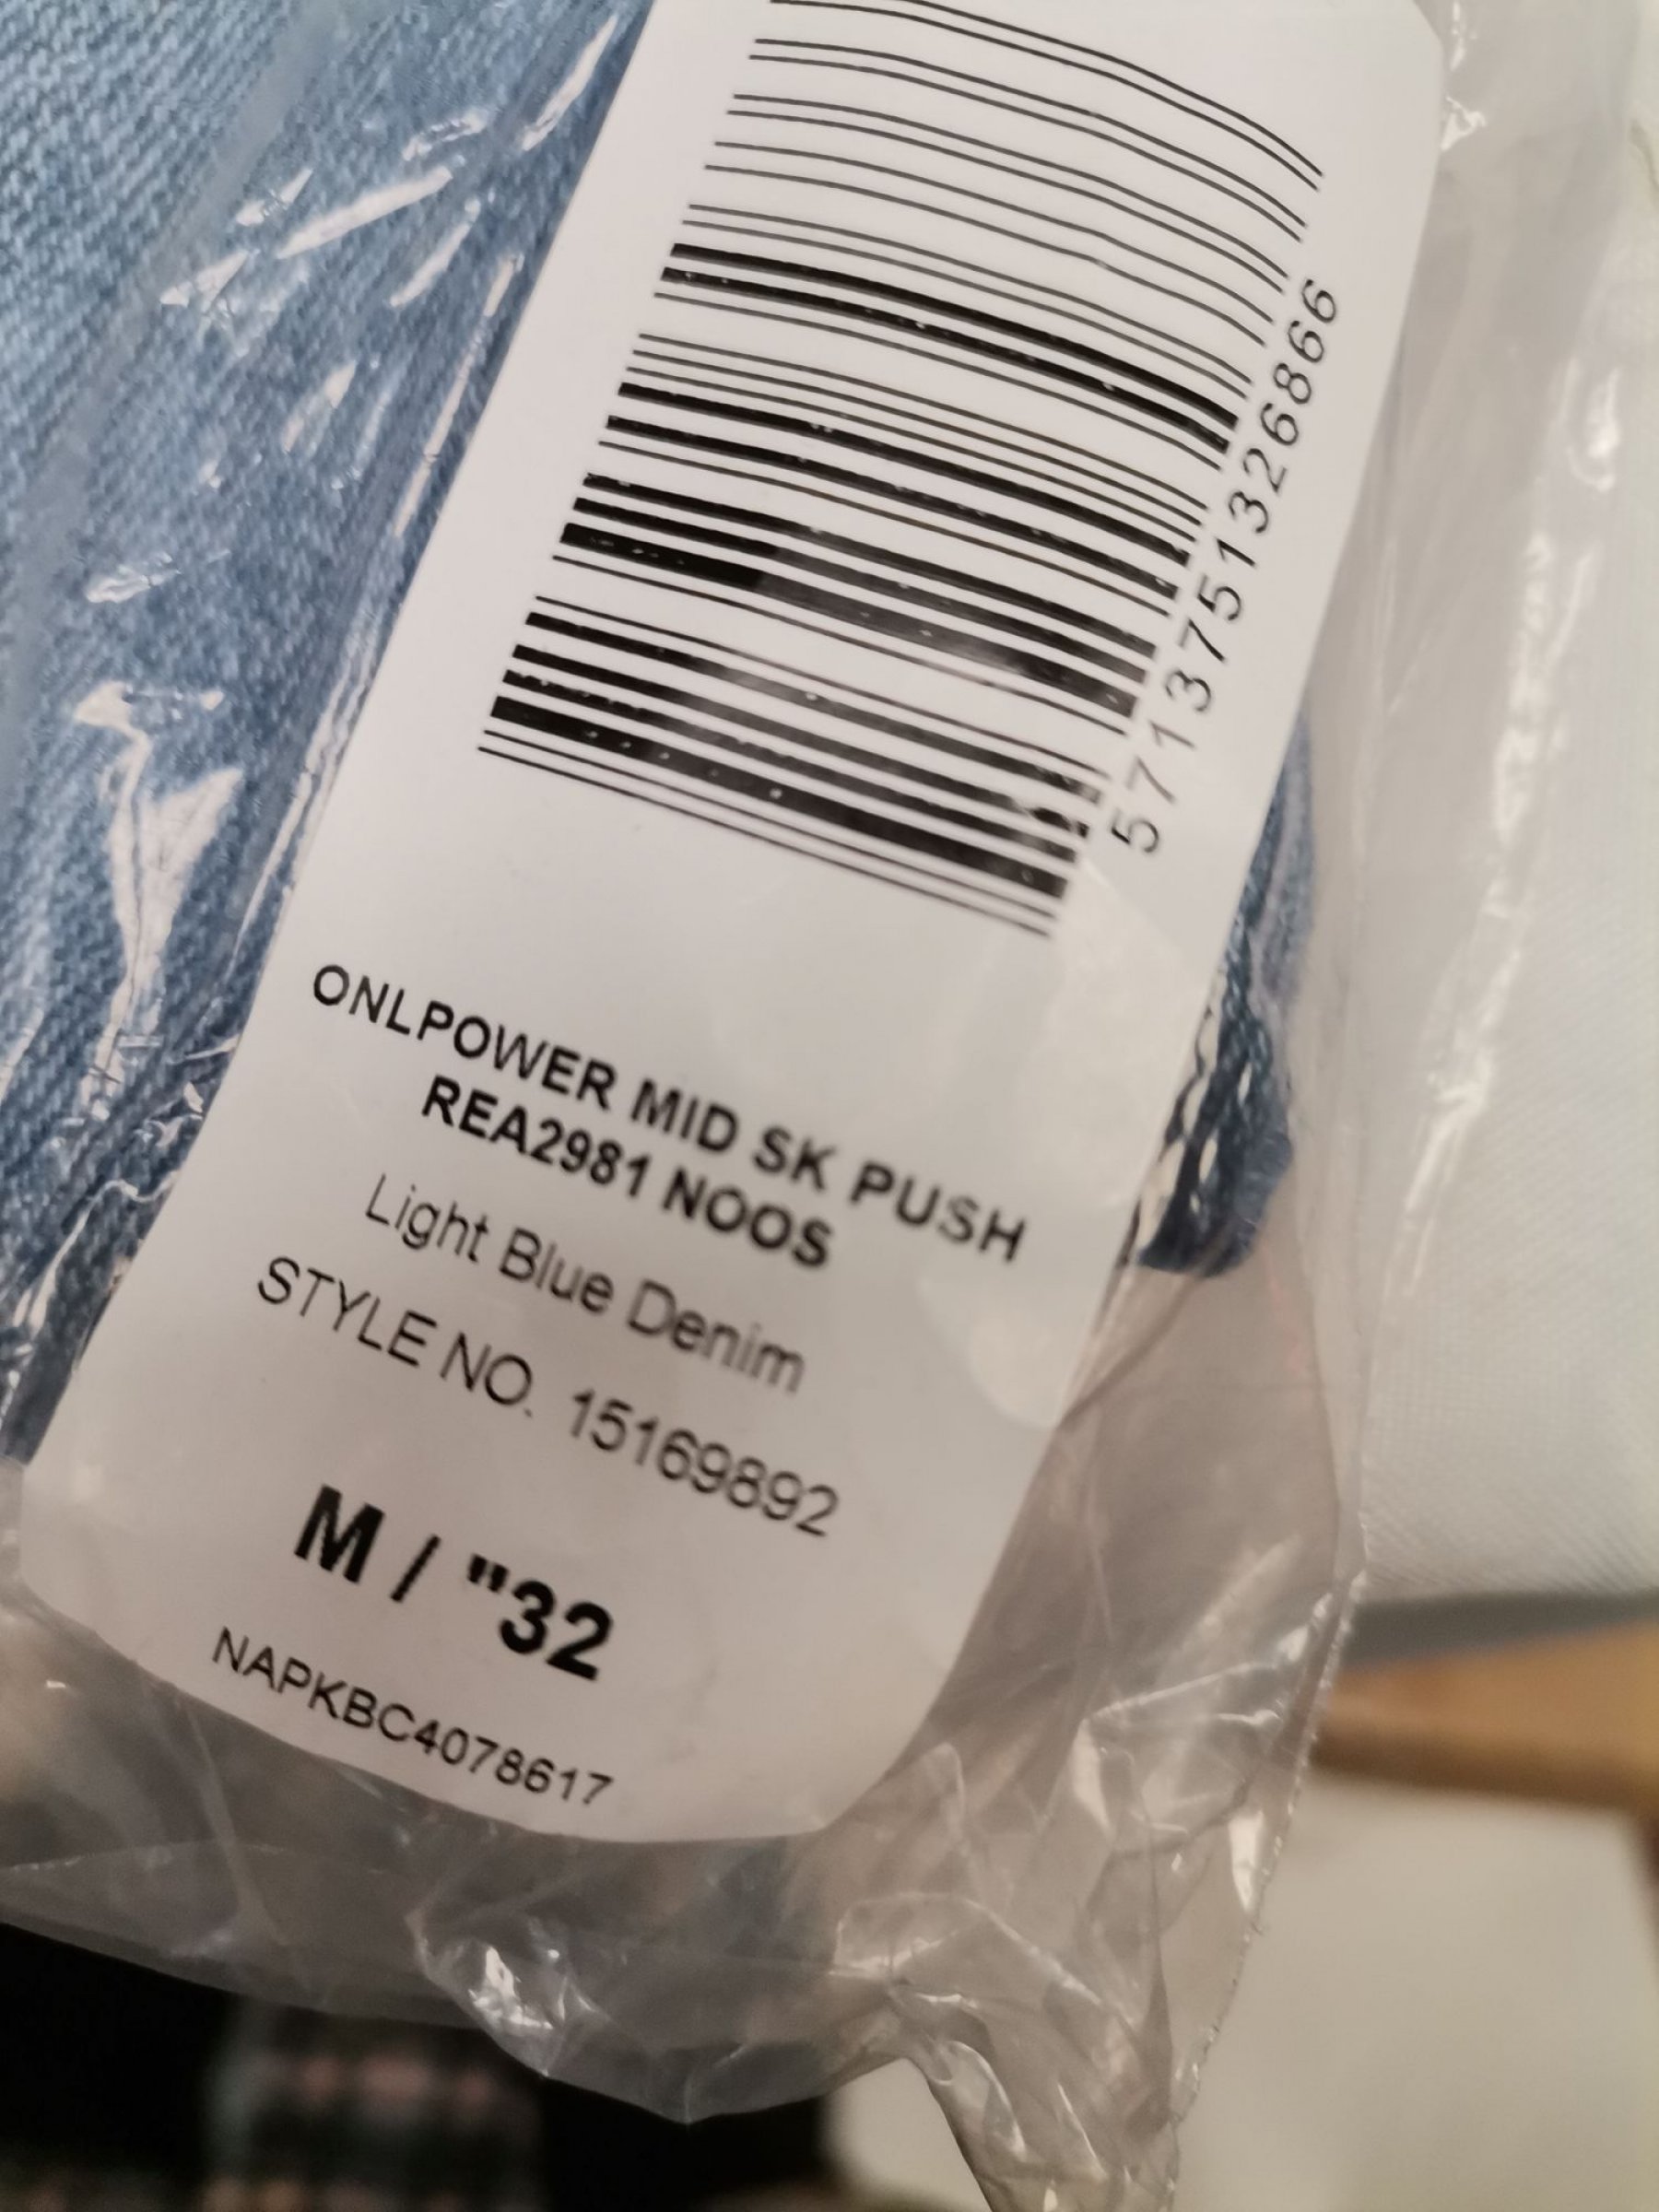 5713751326866
ONLPOWER MID SK PUSH
REA2981 NOOS
Light Blue Denim
STYLE NO. 15169892
M / "32
NAPKBC4078617